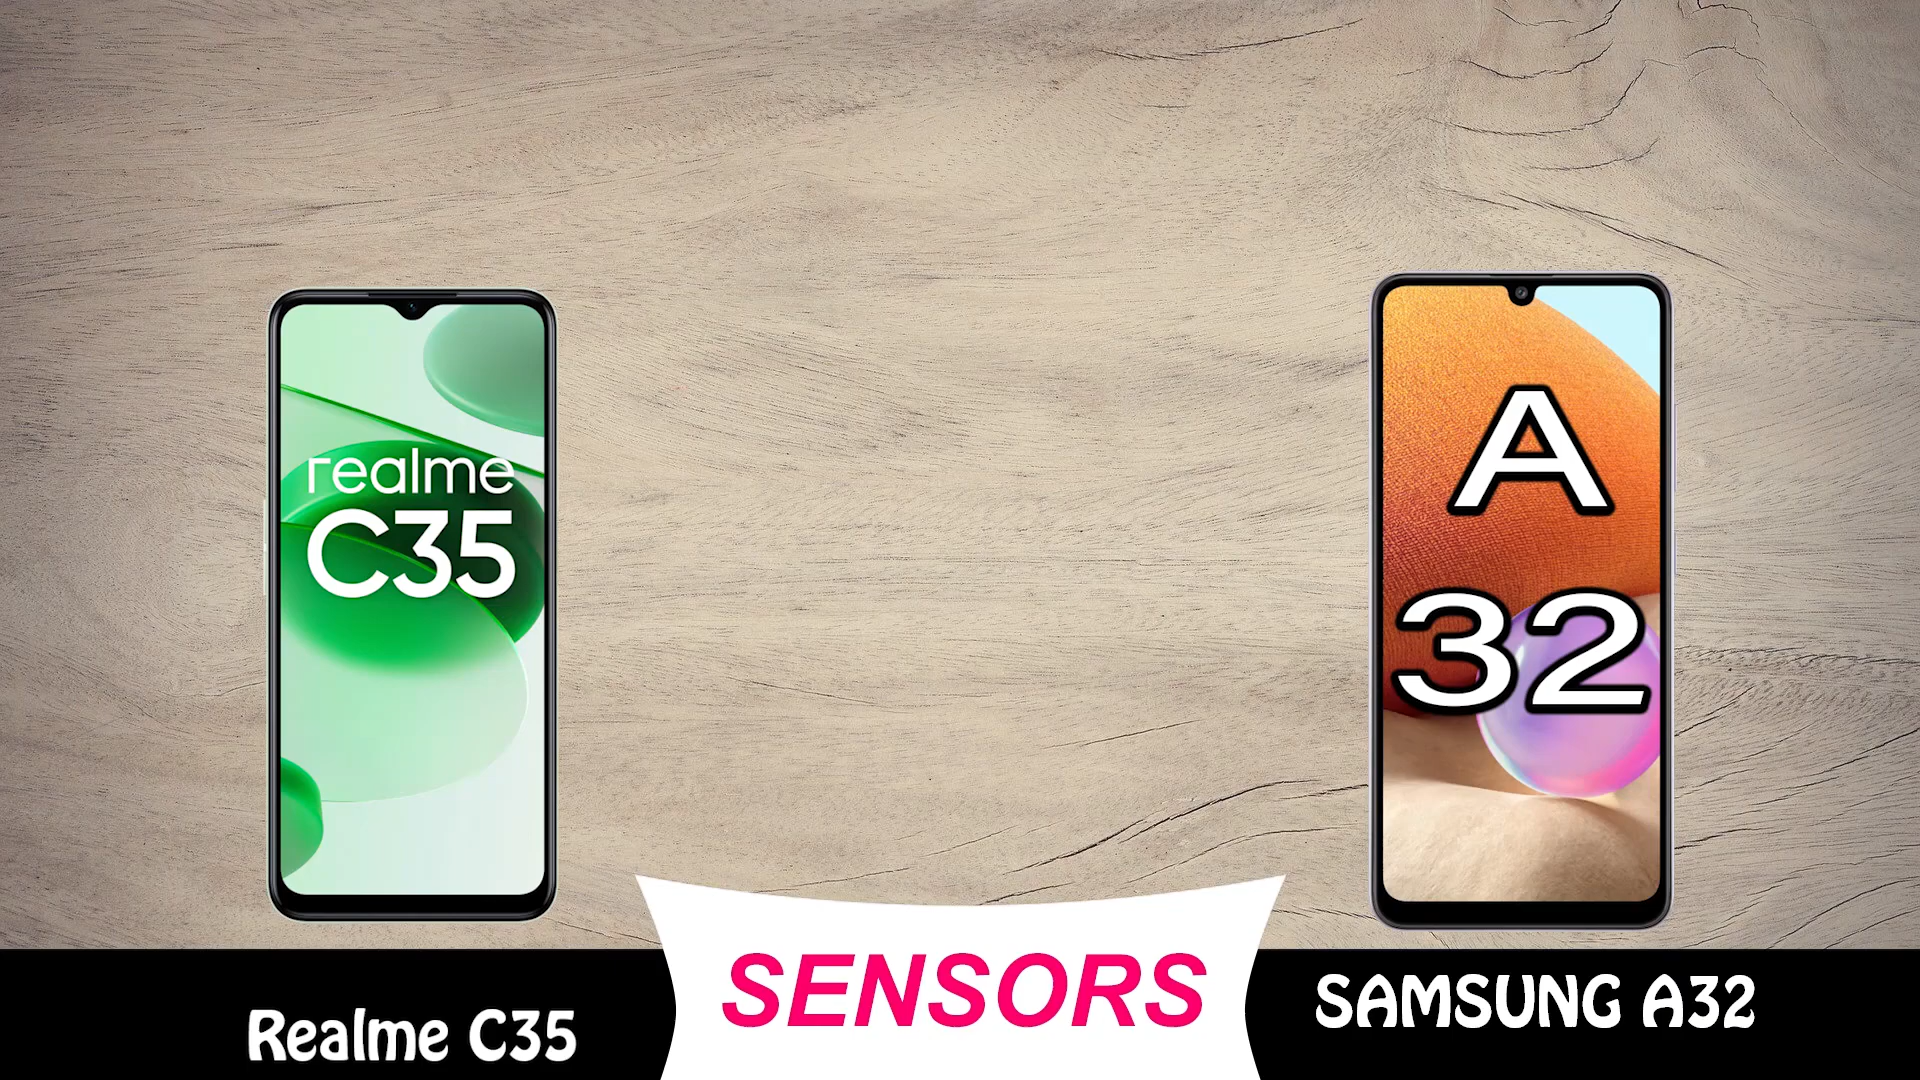 realme
C35
A
32
Realme C35
SENSORS
SAMSUNG A32